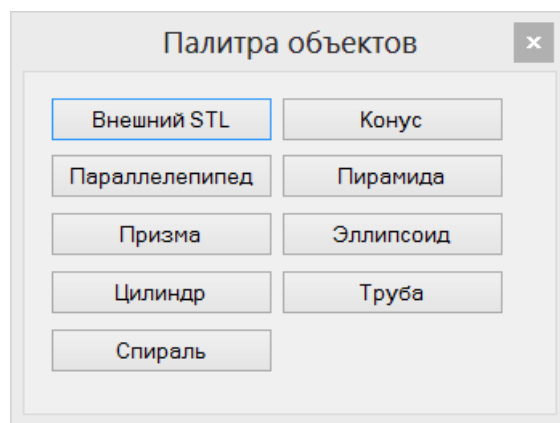 Палитра объектов
Внешний STL
Конус
Параллелепипед
Пирамида
Призма
Эллипсоид
Цилиндр
Труба
Спираль